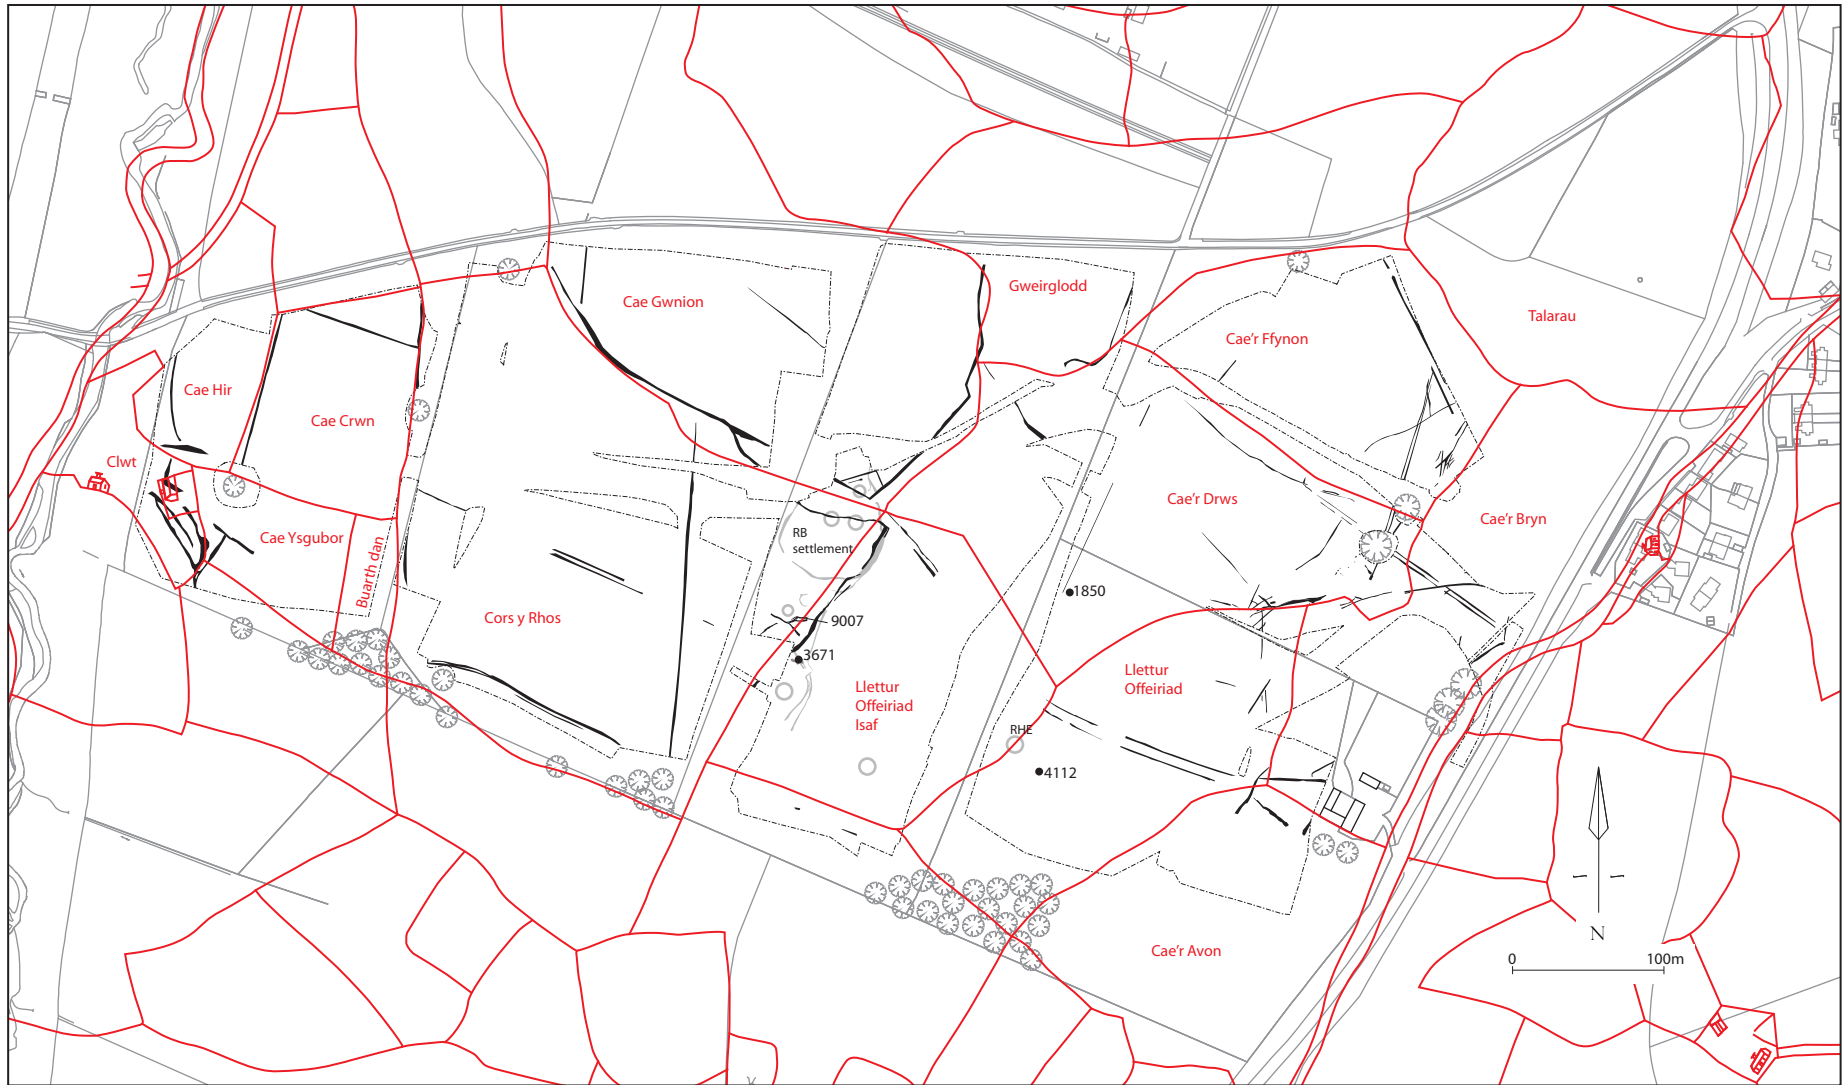 Cae Gwnion
Gweirglodd
Talarau
Cae'r Ffynon
Cae Hir
Cae Crwn
Clwt
Cae'r Drws
Cae'r Bryn
RB
settlement
Cae Ysgubor
Buarth dan
1850
Cors y Rhos
9007
3671
Llettur
Offeiriad
Llettur
Offeiriad
Isaf
RHE
4112
Cae'r Avon
N
0 100m